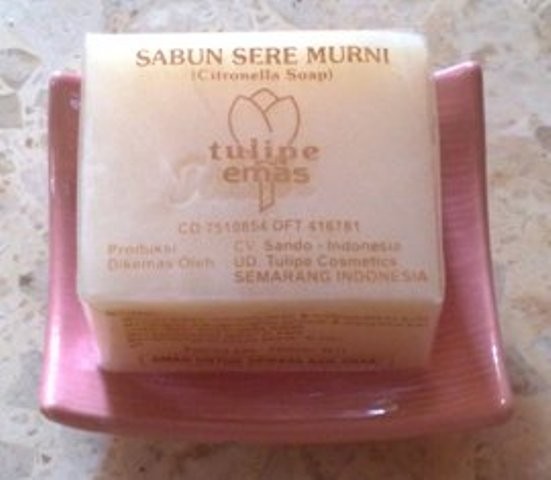 SABUN SERE MURNI
(Citronella Soap)
tulipe
emas
CD 7510854 DFT 416781
Produksi CV. Sando - Indonesia
Dikemas Oleh UD. Tulipe Cosmetics
SEMARANG INDONESIA